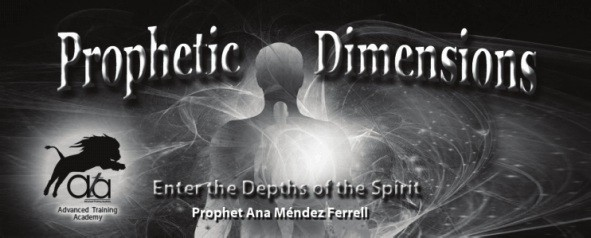 Prophetic Dimensions
ata
Advanced Training
Academy
Enter the Depths of the Spirit
Prophet Ana Méndez Ferrell